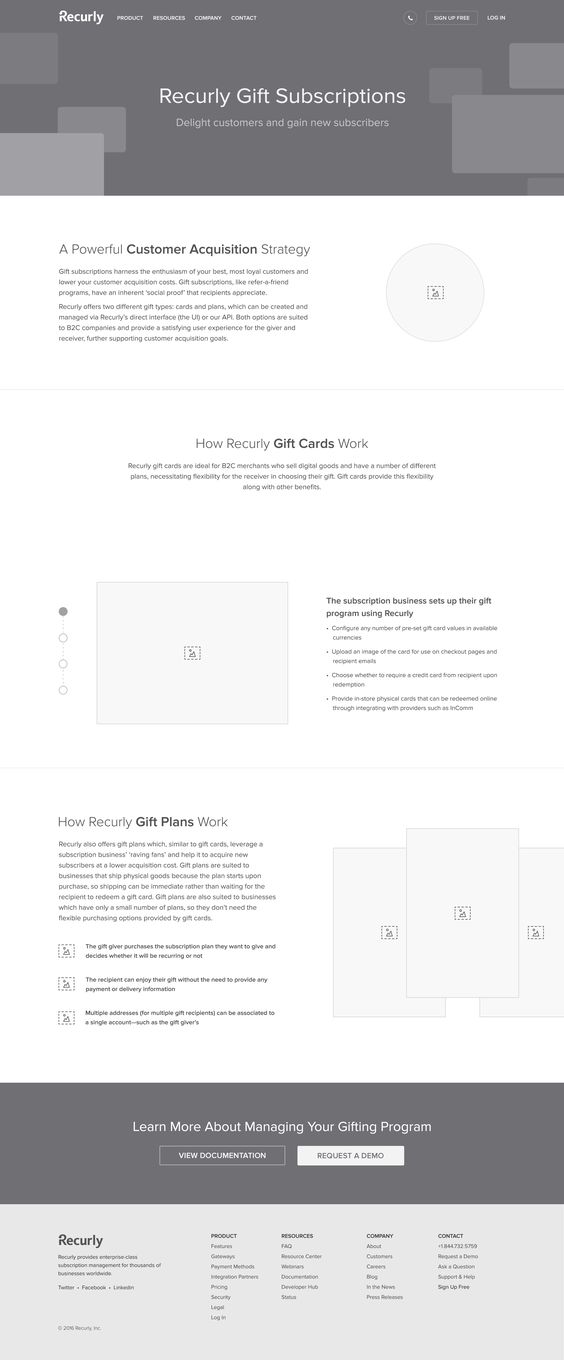 Recurly
PRODUCT RESOURCES COMPANY CONTACT
SIGN UP FREE LOG IN
Recurly Gift Subscriptions
Delight customers and gain new subscribers
A Powerful Customer Acquisition Strategy
Gift subscriptions harness the enthusiasm of your best, most loyal customers and
lower your customer acquisition costs. Gift subscriptions, like refer-a-friend
programs, have an inherent 'social proof' that recipients appreciate.
Recurly offers two different gift types: cards and plans, which can be created and
managed via Recurly's direct interface (the UI) or our API. Both options are suited
to B2C companies and provide a satisfying user experience for the giver and
receiver, further supporting customer acquisition goals.
How Recurly Gift Cards Work
Recurly gift cards are ideal for B2C merchants who sell digital goods and have a number of different
plans, necessitating flexibility for the receiver in choosing their gift. Gift cards provide this flexibility
along with other benefits.
The subscription business sets up their gift
program using Recurly
• Configure any number of pre-set gift card values in available
currencies
• Upload an image of the card for use on checkout pages and
recipient emails
• Choose whether to require a credit card from recipient upon
redemption
• Provide in-store physical cards that can be redeemed online
through integrating with providers such as InComm
How Recurly Gift Plans Work
Recurly also offers gift plans which, similar to gift cards, leverage a
subscription business' 'raving fans' and help it to acquire new
subscribers at a lower acquisition cost. Gift plans are suited to
businesses that ship physical goods because the plan starts upon
purchase, so shipping can be immediate rather than waiting for the
recipient to redeem a gift card. Gift plans are also suited to businesses
which have only a small number of plans, so they don't need the
flexible purchasing options provided by gift cards.
The gift giver purchases the subscription plan they want to give and
decides whether it will be recurring or not
The recipient can enjoy their gift without the need to provide any
payment or delivery information
Multiple addresses (for multiple gift recipients) can be associated to
a single account—such as the gift giver's
Learn More About Managing Your Gifting Program
VIEW DOCUMENTATION REQUEST A DEMO
Recurly
Recurly provides enterprise-class
subscription management for thousands of
businesses worldwide.
Twitter • Facebook • LinkedIn
© 2016 Recurly, Inc.
PRODUCT
Features
Gateways
Payment Methods
Integration Partners
Pricing
Security
Legal
Log In
RESOURCES
FAQ
Resource Center
Webinars
Documentation
Developer Hub
Status
COMPANY
About
Customers
Careers
Blog
In the News
Press Releases
CONTACT
+1.844.732.5759
Request a Demo
Ask a Question
Support & Help
Sign Up Free